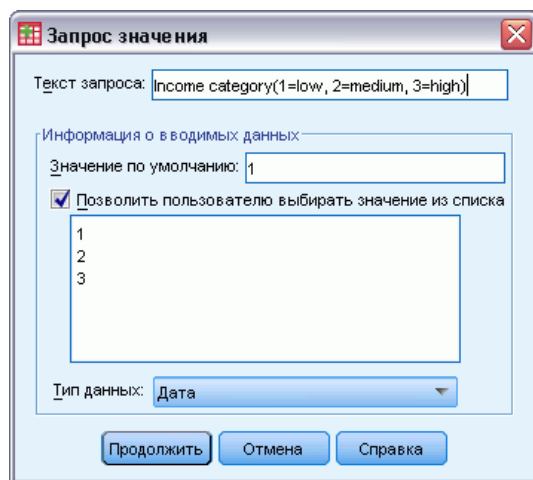 Запрос значения
Текст запроса: Income category(1=low, 2=medium, 3=high)
Информация о вводимых данных
Значение по умолчанию: 1
Позволить пользователю выбирать значение из списка
1
2
3
Тип данных: Дата
Продолжить Отмена Справка